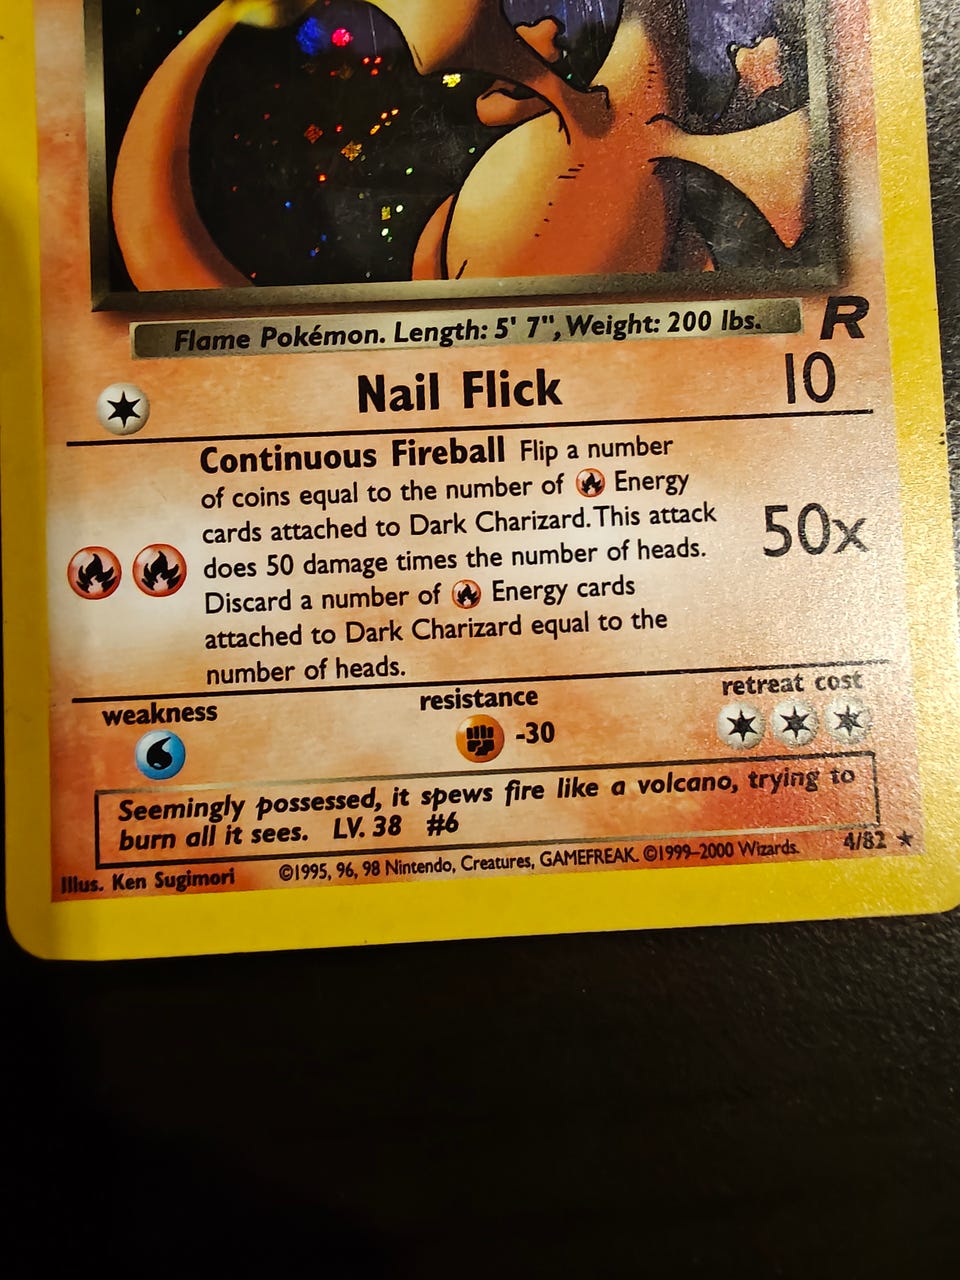 Flame Pokémon. Length: 5' 7", Weight: 200 lbs.
R
Nail Flick 10
Continuous Fireball Flip a number
of coins equal to the number of Energy
cards attached to Dark Charizard. This attack
does 50 damage times the number of heads.
Discard a number of Energy cards
attached to Dark Charizard equal to the
number of heads.
50x
weakness resistance retreat cost
-30
Seemingly possessed, it spews fire like a volcano, trying to
burn all it sees. LV. 38 #6
Illus. Ken Sugimori ©1995, 96, 98 Nintendo, Creatures, GAMEFREAK. ©1999–2000 Wizards. 4/82 ★